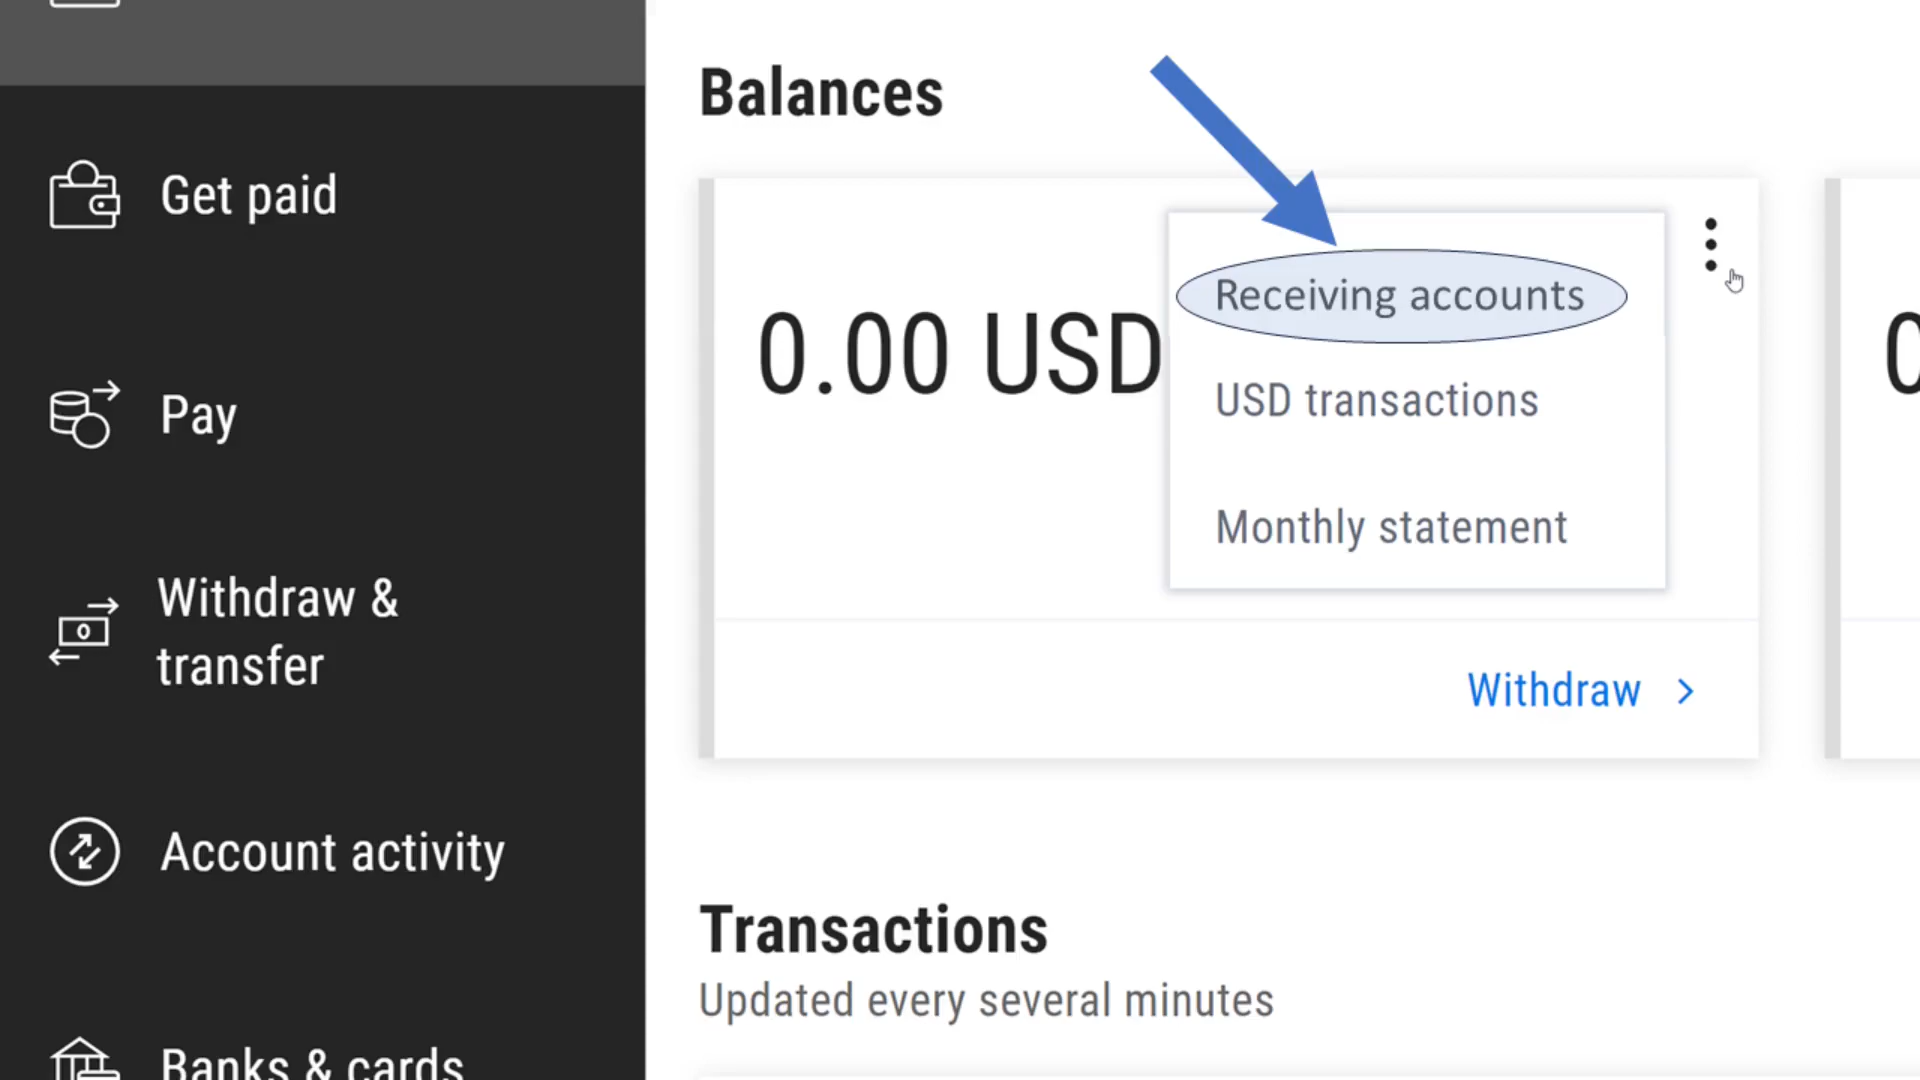 Get paid
Pay
Withdraw &
transfer
Account activity
Banks & cards
Balances
0.00 USD
Receiving accounts
USD transactions
Monthly statement
Withdraw
Transactions
Updated every several minutes